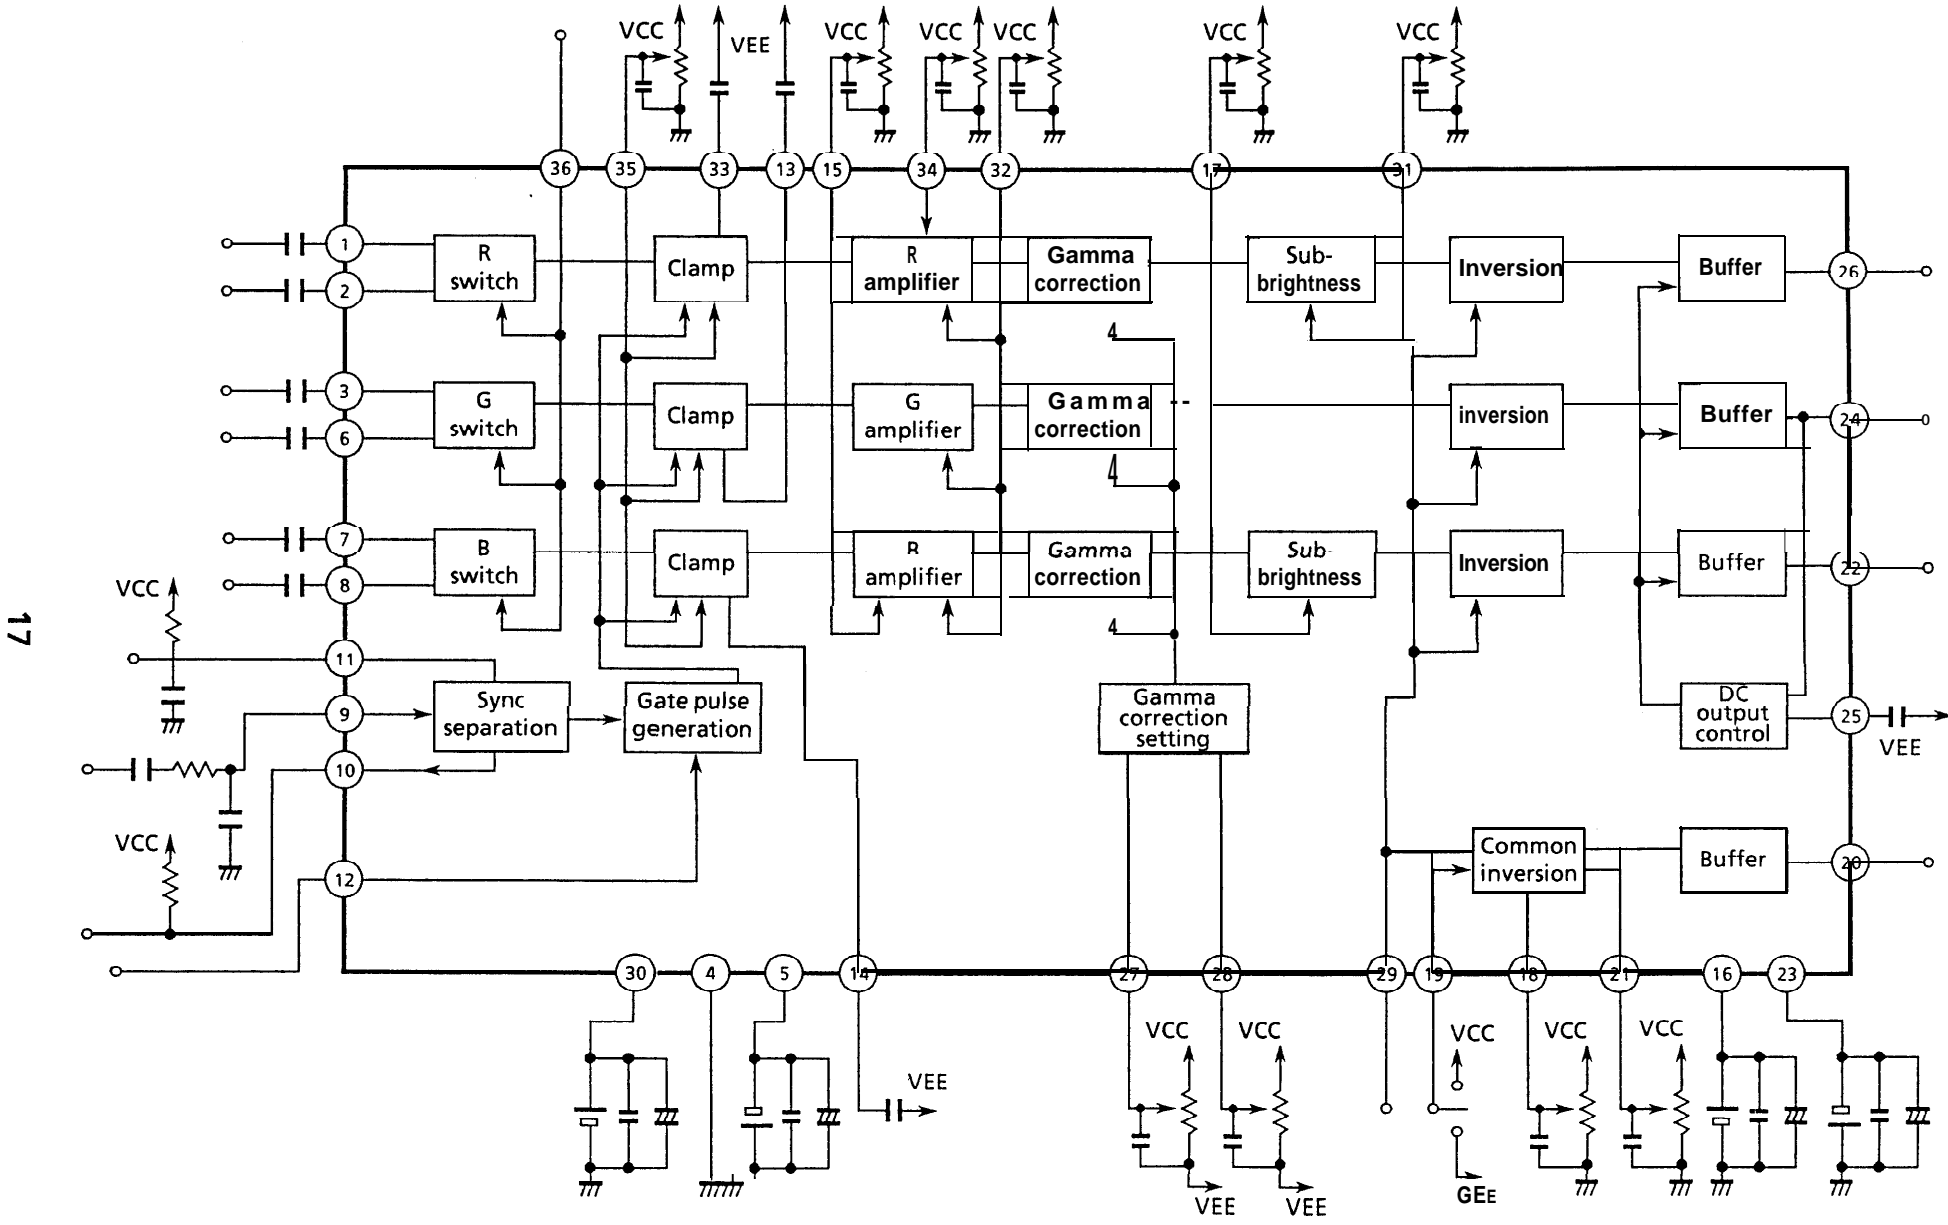 VCC
VEE
VCC
VCC
VCC
VCC
VCC
36
35
33
13
15
34
32
17
31
1
2
R
switch
Clamp
R
amplifier
Gamma
correction
Sub-
brightness
Inversion
Buffer
26
4
3
6
G
switch
Clamp
G
amplifier
Gamma --
correction
inversion
Buffer
24
4
7
8
B
switch
Clamp
amplifier
Gamma
correction
Sub
brightness
Inversion
Buffer
22
4
VCC
17
11
9
10
12
Sync
separation
Gate pulse
generation
Gamma
correction
setting
DC
output
control
25
VEE
VCC
Common
inversion
Buffer
20
30
4
5
14
27
28
29
19
18
21
16
23
VEE
VCC
VCC
VCC
VCC
VCC
VEE
VEE
GEE